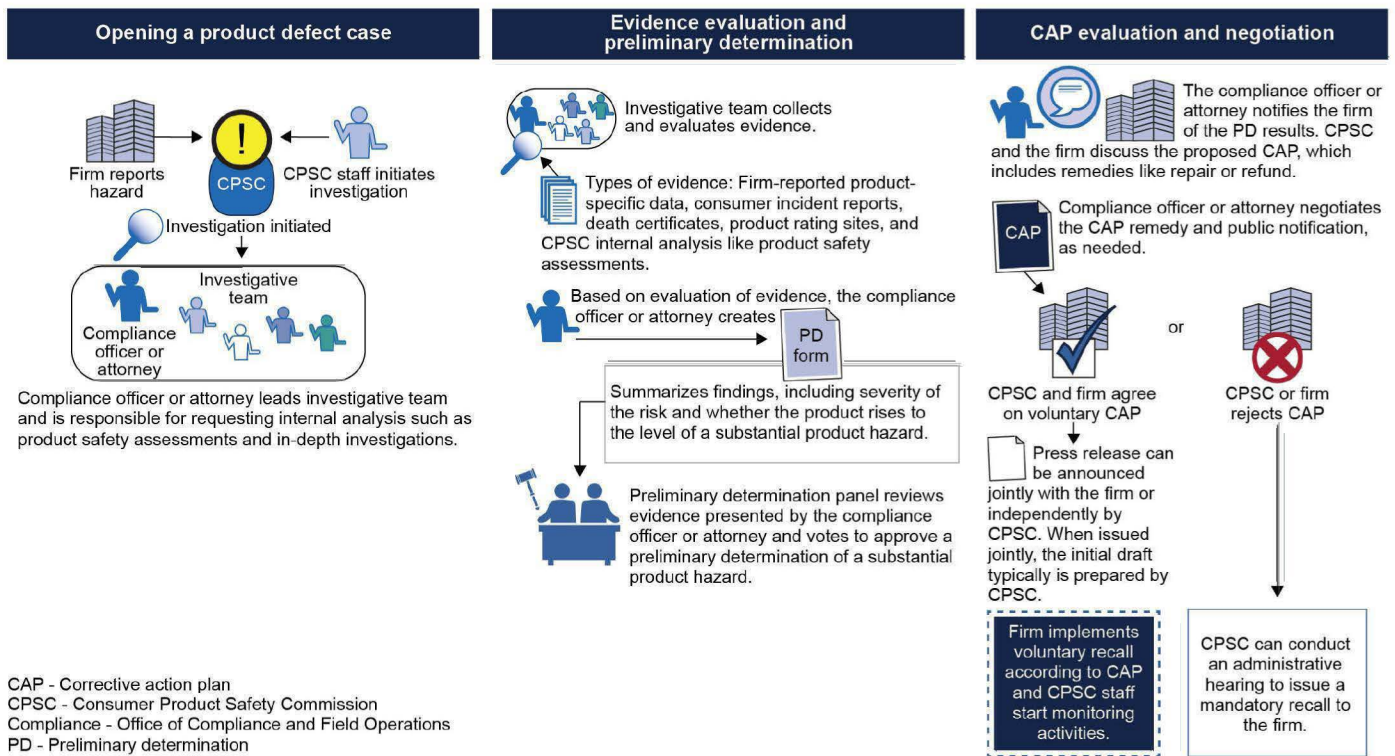 Opening a product defect case
Firm reports
hazard
!
CPSC
CPSC staff initiates
investigation
Investigation initiated
Investigative
team
Compliance
officer or
attorney
Compliance officer or attorney leads investigative team
and is responsible for requesting internal analysis such as
product safety assessments and in-depth investigations.
Evidence evaluation and
preliminary determination
Investigative team collects
and evaluates evidence.
Types of evidence: Firm-reported product-
specific data, consumer incident reports,
death certificates, product rating sites, and
CPSC internal analysis like product safety
assessments.
Based on evaluation of evidence, the compliance
officer or attorney creates
PD
form
Summarizes findings, including severity of
the risk and whether the product rises to
the level of a substantial product hazard.
Preliminary determination panel reviews
evidence presented by the compliance
officer or attorney and votes to approve a
preliminary determination of a substantial
product hazard.
CAP evaluation and negotiation
The compliance officer or
attorney notifies the firm
of the PD results. CPSC
and the firm discuss the proposed CAP, which
includes remedies like repair or refund.
CAP
Compliance officer or attorney negotiates
the CAP remedy and public notification,
as needed.
or
CPSC and firm agree
on voluntary CAP
CPSC or firm
rejects CAP
Press release can
be announced
jointly with the firm or
independently by
CPSC. When issued
jointly, the initial draft
typically is prepared by
CPSC.
Firm implements
voluntary recall
according to CAP
and CPSC staff
start monitoring
activities.
CPSC can conduct
an administrative
hearing to issue a
mandatory recall to
the firm.
CAP - Corrective action plan
CPSC - Consumer Product Safety Commission
Compliance - Office of Compliance and Field Operations
PD - Preliminary determination